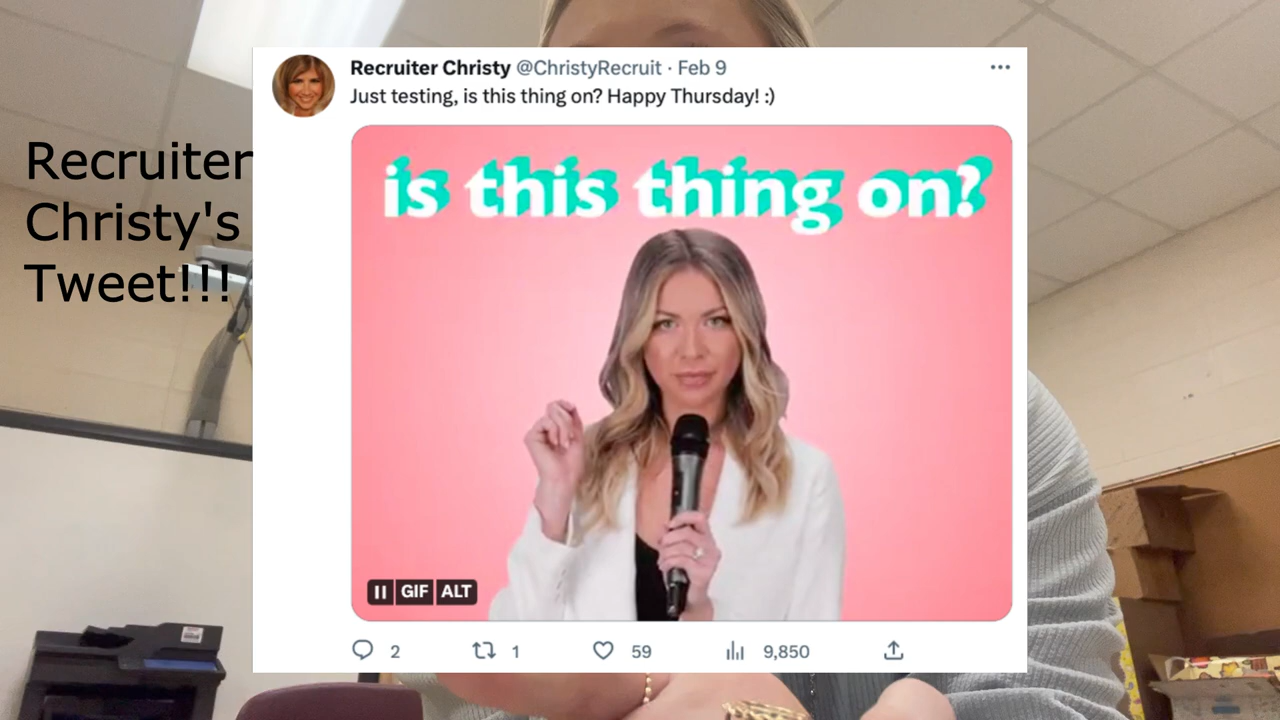 Recruiter
Christy's
Tweet!!!
Recruiter Christy @ChristyRecruit · Feb 9
Just testing, is this thing on? Happy Thursday! :)
is this thing on?
GIF ALT
2 1 59 9,850